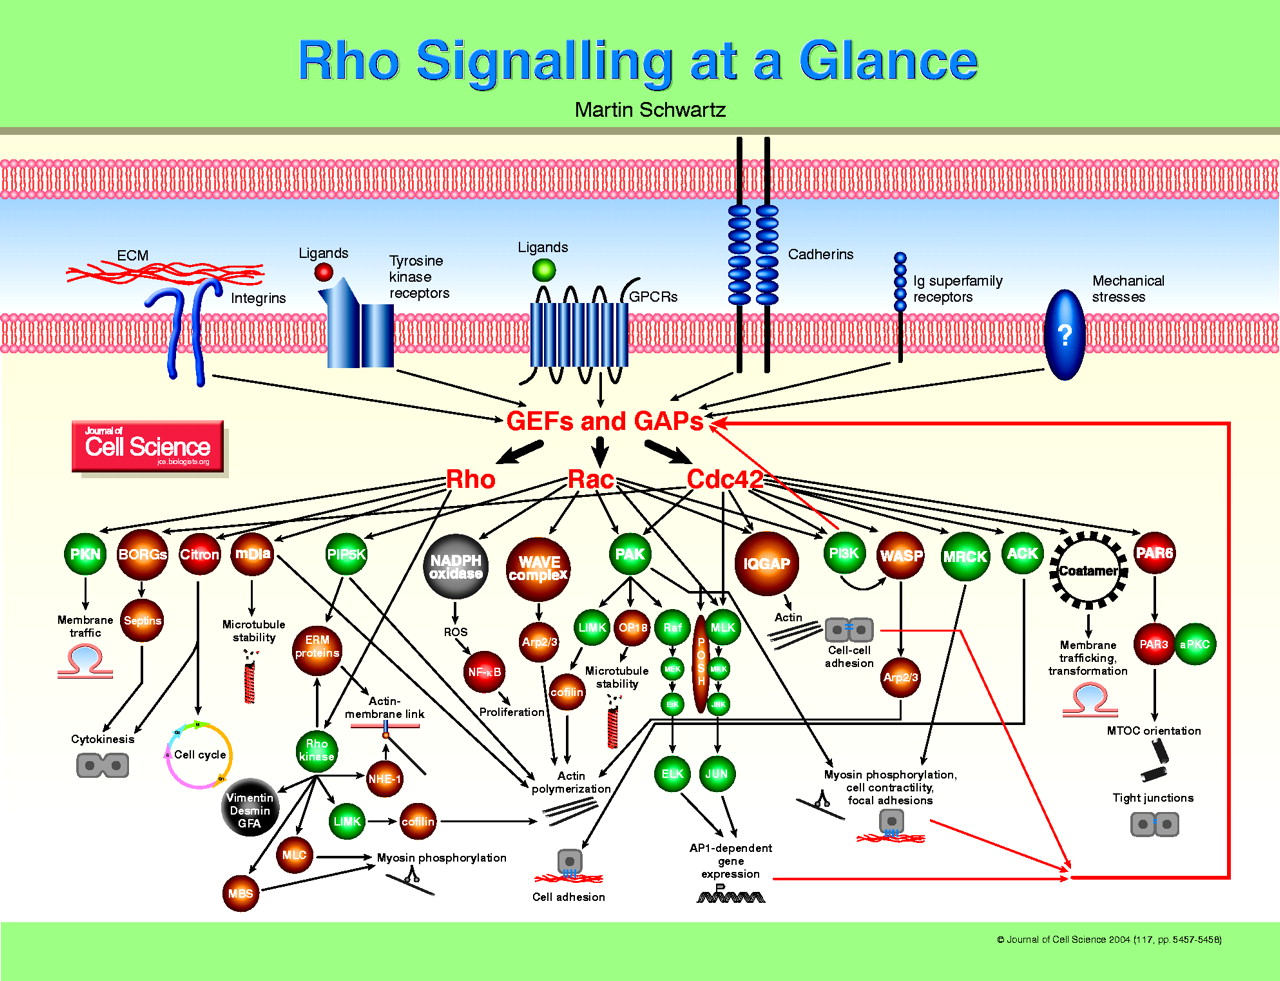 Rho Signalling at a Glance
Martin Schwartz
ECM
Integrins
Ligands
Tyrosine
kinase
receptors
Ligands
GPCRs
Cadherins
Ig superfamily
receptors
Mechanical
stresses
?
Journal of
Cell Science
jcs.biologists.org
GEFs and GAPs
Rho
Rac
Cdc42
PKN
BORGs
Citron
mDia
PIP5K
NADPH
oxidase
WAVE
complex
PAK
IQGAP
PI3K
WASP
MRCK
ACK
Coatamer
PAR6
Membrane
traffic
Septins
Microtubule
stability
ERM
proteins
ROS
NF-κB
Proliferation
Arp2/3
cofilin
LIMK
OP18
Raf
MLK
POSH
MEK
MKK
ERK
JNK
Microtubule
stability
Actin
Cell-cell
adhesion
Arp2/3
Membrane
trafficking,
transformation
PAR3
aPKC
Cytokinesis
Cell cycle
Actin-
membrane link
Rho
kinase
NHE-1
Vimentin
Desmin
GFA
LIMK
cofilin
MLC
MBS
Myosin phosphorylation
Actin
polymerization
Cell adhesion
ELK
JUN
AP1-dependent
gene
expression
Myosin phosphorylation,
cell contractility,
focal adhesions
MTOC orientation
Tight junctions
© Journal of Cell Science 2004 (117, pp. 5457-5458)